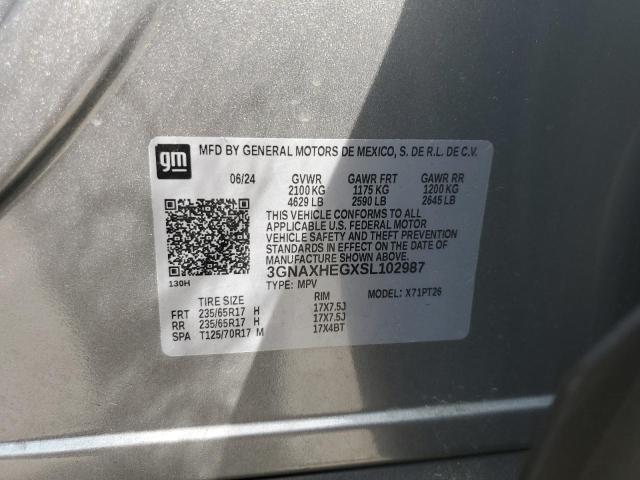 gm MFD BY GENERAL MOTORS DE MEXICO, S. DE R.L. DE C.V.
06/24 GVWR GAWR FRT GAWR RR
2100 KG 1175 KG 1200 KG
4629 LB 2590 LB 2645 LB
THIS VEHICLE CONFORMS TO ALL
APPLICABLE U.S. FEDERAL MOTOR
VEHICLE SAFETY AND THEFT PREVENTION
STANDARDS IN EFFECT ON THE DATE OF
MANUFACTURE SHOWN ABOVE.
3GNAXHEGXSL102987
130H
TYPE: MPV MODEL: X71PT26
TIRE SIZE RIM
FRT 235/65R17 H 17X7.5J
RR 235/65R17 H 17X7.5J
SPA T125/70R17 M 17X4BT